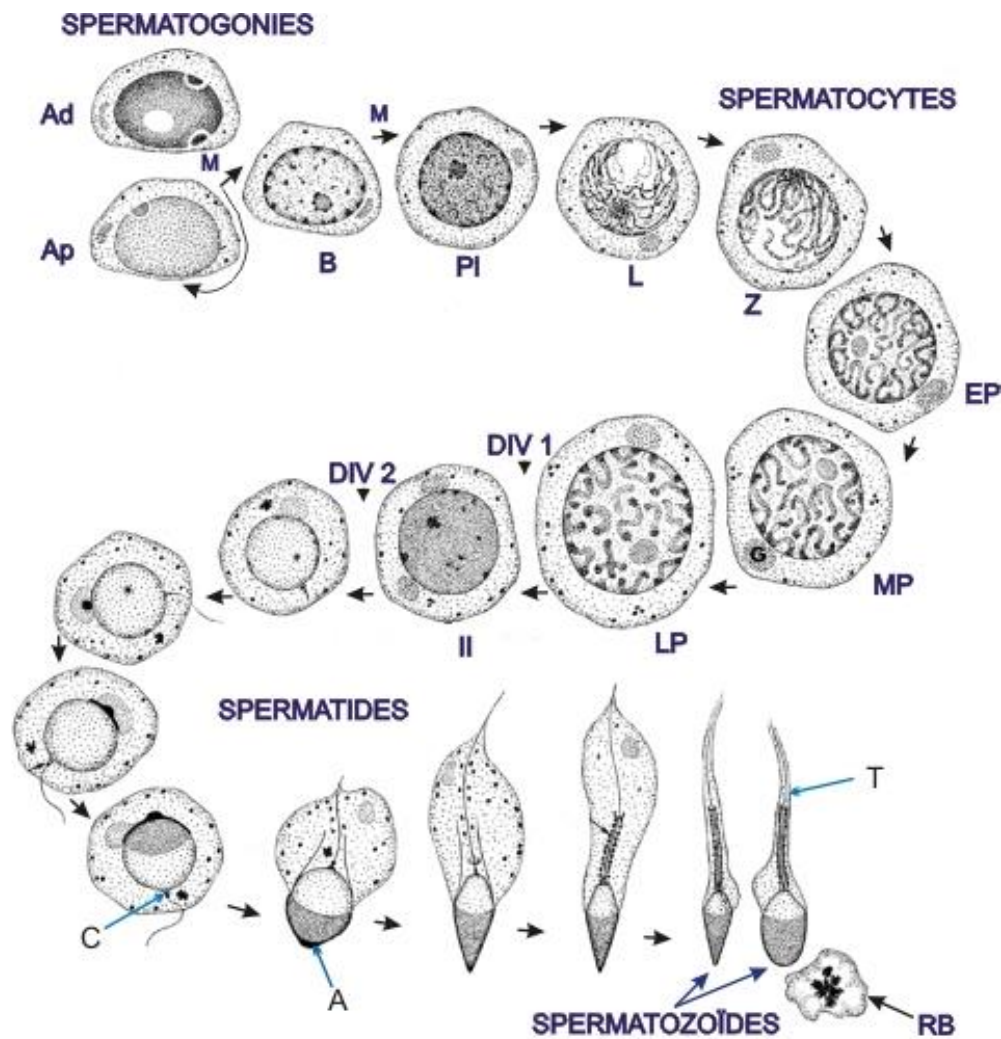 SPERMATOGONIES
Ad
M
SPERMATOCYTES
M
Ap
B
Pl
L
Z
EP
DIV 1
DIV 2
G
MP
II
LP
SPERMATIDES
T
C
A
SPERMATOZOÏDES
RB